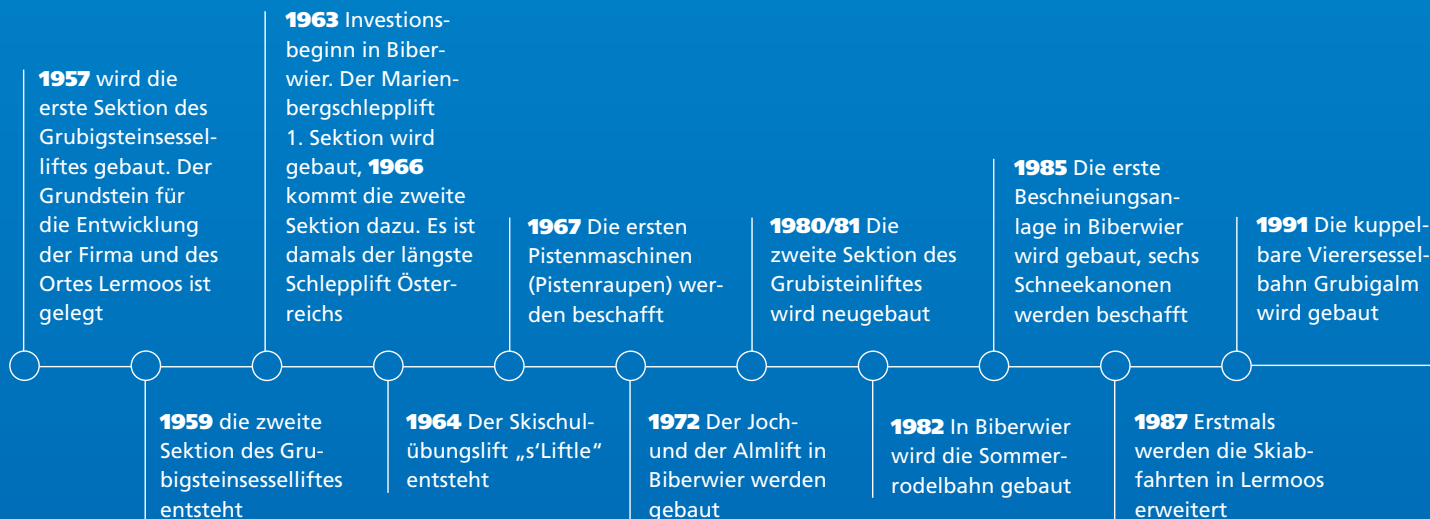 1957 wird die
erste Sektion des
Grubigsteinsessel-
liftes gebaut. Der
Grundstein für
die Entwicklung
der Firma und des
Ortes Lermoos ist
gelegt
1959 die zweite
Sektion des Gru-
bigsteinsesselliftes
entsteht
1963 Investions-
beginn in Biber-
wier. Der Marien-
bergschlepplift
1. Sektion wird
gebaut, 1966
kommt die zweite
Sektion dazu. Es ist
damals der längste
Schlepplift Öster-
reichs
1964 Der Skischul-
übungslift „s'Liftle“
entsteht
1967 Die ersten
Pistenmaschinen
(Pistenraupen) wer-
den beschafft
1972 Der Joch-
und der Almlift in
Biberwier werden
gebaut
1980/81 Die
zweite Sektion des
Grubisteinliftes
wird neugebaut
1982 In Biberwier
wird die Sommer-
rodelbahn gebaut
1985 Die erste
Beschneiungsan-
lage in Biberwier
wird gebaut, sechs
Schneekanonen
werden beschafft
1987 Erstmals
werden die Skiab-
fahrten in Lermoos
erweitert
1991 Die kuppel-
bare Vierersessel-
bahn Grubigalm
wird gebaut